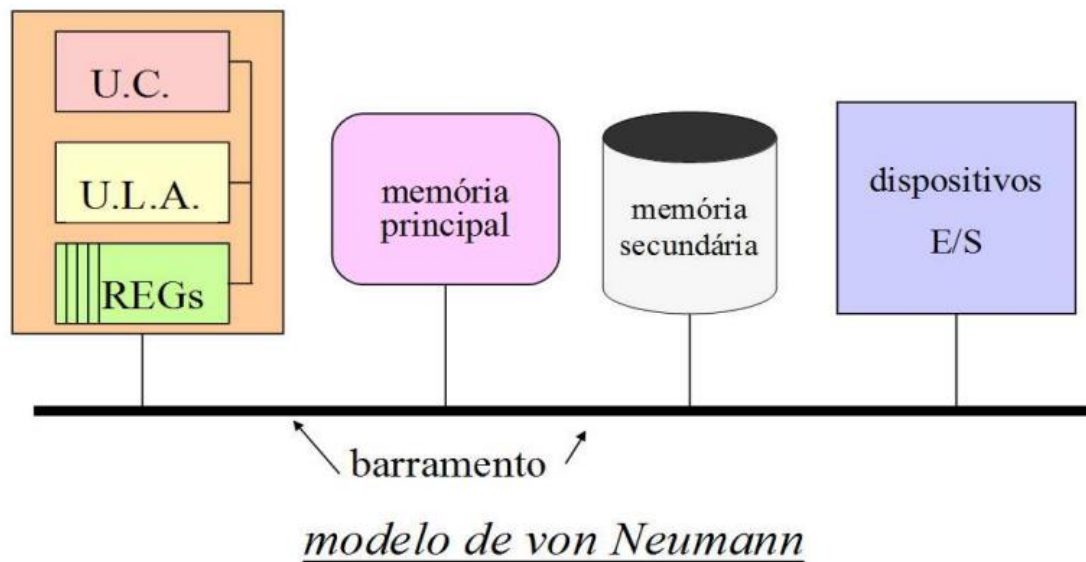 U.C.
U.L.A.
REGs
memória
principal
memória
secundária
dispositivos
E/S
barramento
modelo de von Neumann